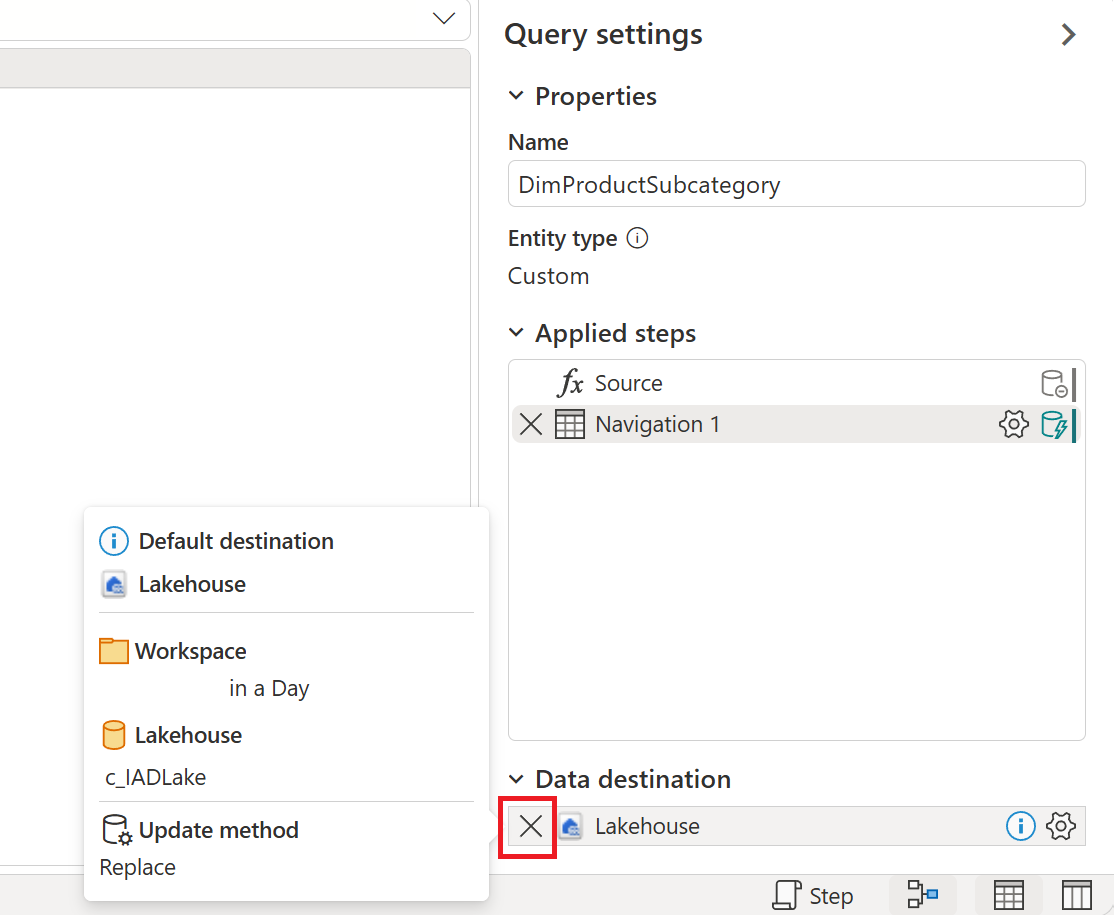 Query settings
Properties
Name
DimProductSubcategory
Entity type
Custom
Applied steps
fx Source
Navigation 1
Default destination
Lakehouse
Workspace
in a Day
Lakehouse
c_IADLake
Update method
Replace
Data destination
Lakehouse
Step